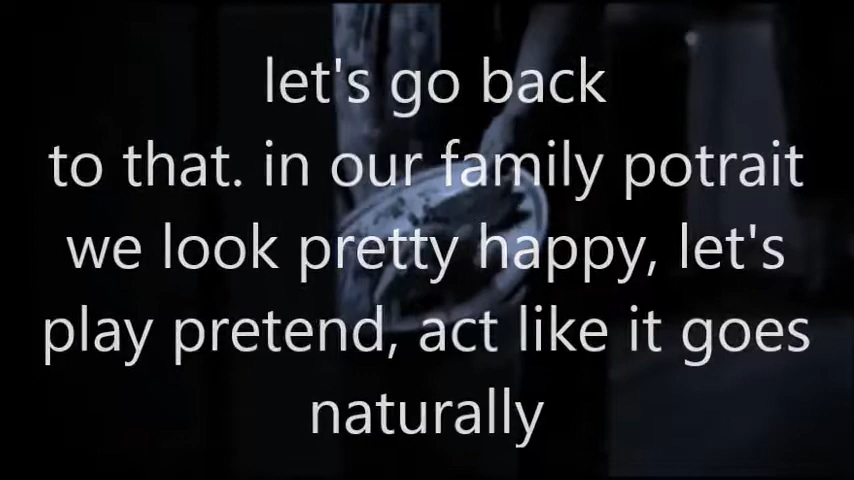 let's go back
to that. in our family potrait
we look pretty happy, let's
play pretend, act like it goes
naturally